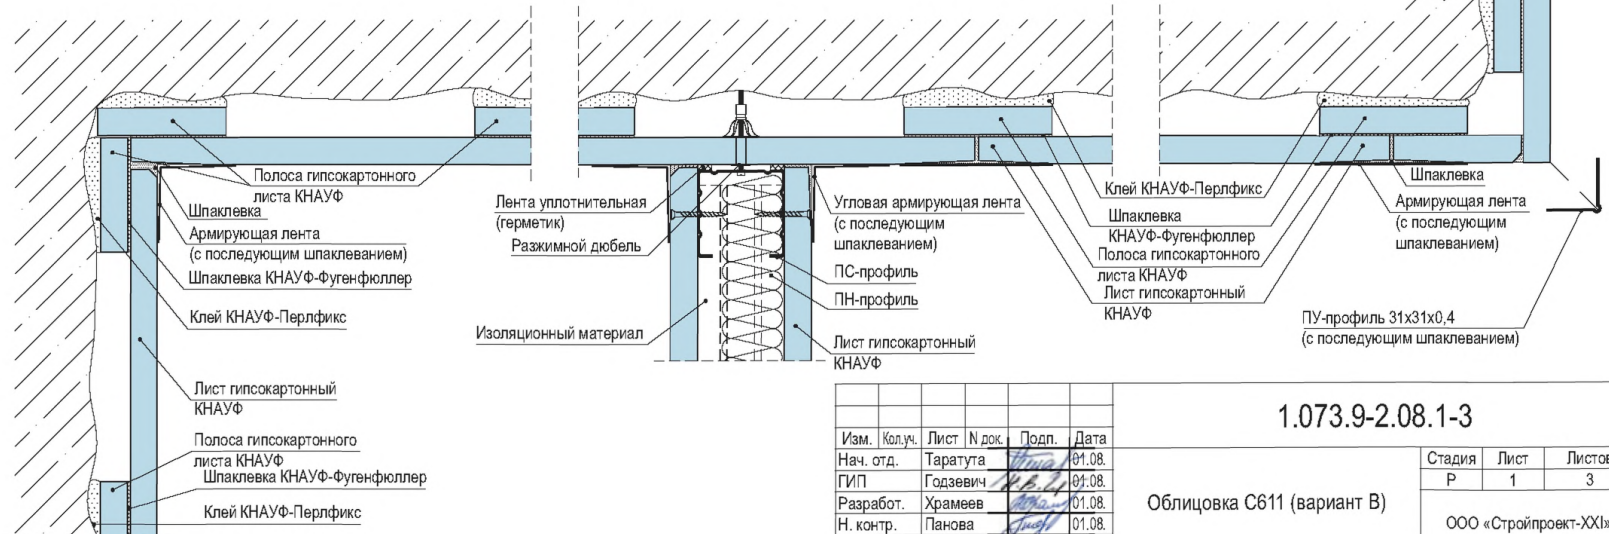 Полоса гипсокартонного
листа КНАУФ
Шпаклевка
Армирующая лента
(с последующим шпаклеванием)
Шпаклевка КНАУФ-Фугенфюллер
Клей КНАУФ-Перлфикс
Лист гипсокартонный
КНАУФ
Полоса гипсокартонного
листа КНАУФ
Шпаклевка КНАУФ-Фугенфюллер
Клей КНАУФ-Перлфикс
Лента уплотнительная
(герметик)
Разжимной дюбель
Изоляционный материал
Угловая армирующая лента
(с последующим
шпаклеванием)
ПС-профиль
ПН-профиль
Лист гипсокартонный
КНАУФ
Клей КНАУФ-Перлфикс
Шпаклевка
КНАУФ-Фугенфюллер
Полоса гипсокартонного
листа КНАУФ
Лист гипсокартонный
КНАУФ
Шпаклевка
Армирующая лента
(с последующим
шпаклеванием)
ПУ-профиль 31х31х0,4
(с последующим шпаклеванием)
1.073.9-2.08.1-3
Изм. Кол.уч. Лист N док. Подп. Дата
Нач. отд. Таратута 01.08.
ГИП Годзевич 01.08.
Разработ. Храмеев 01.08.
Н. контр. Панова 01.08.
Облицовка С611 (вариант В)
Стадия Лист Листов
Р 1 3
ООО «Стройпроект-XXI»